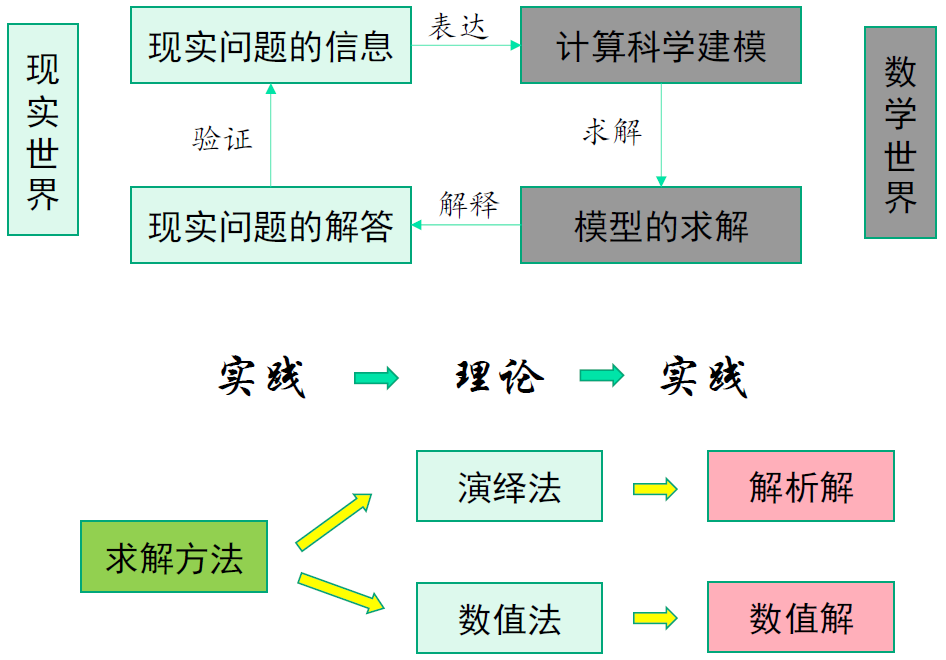 现实世界
现实问题的信息
表达
计算科学建模
数学世界
验证
求解
现实问题的解答
解释
模型的求解
实践
理论
实践
求解方法
演绎法
解析解
数值法
数值解